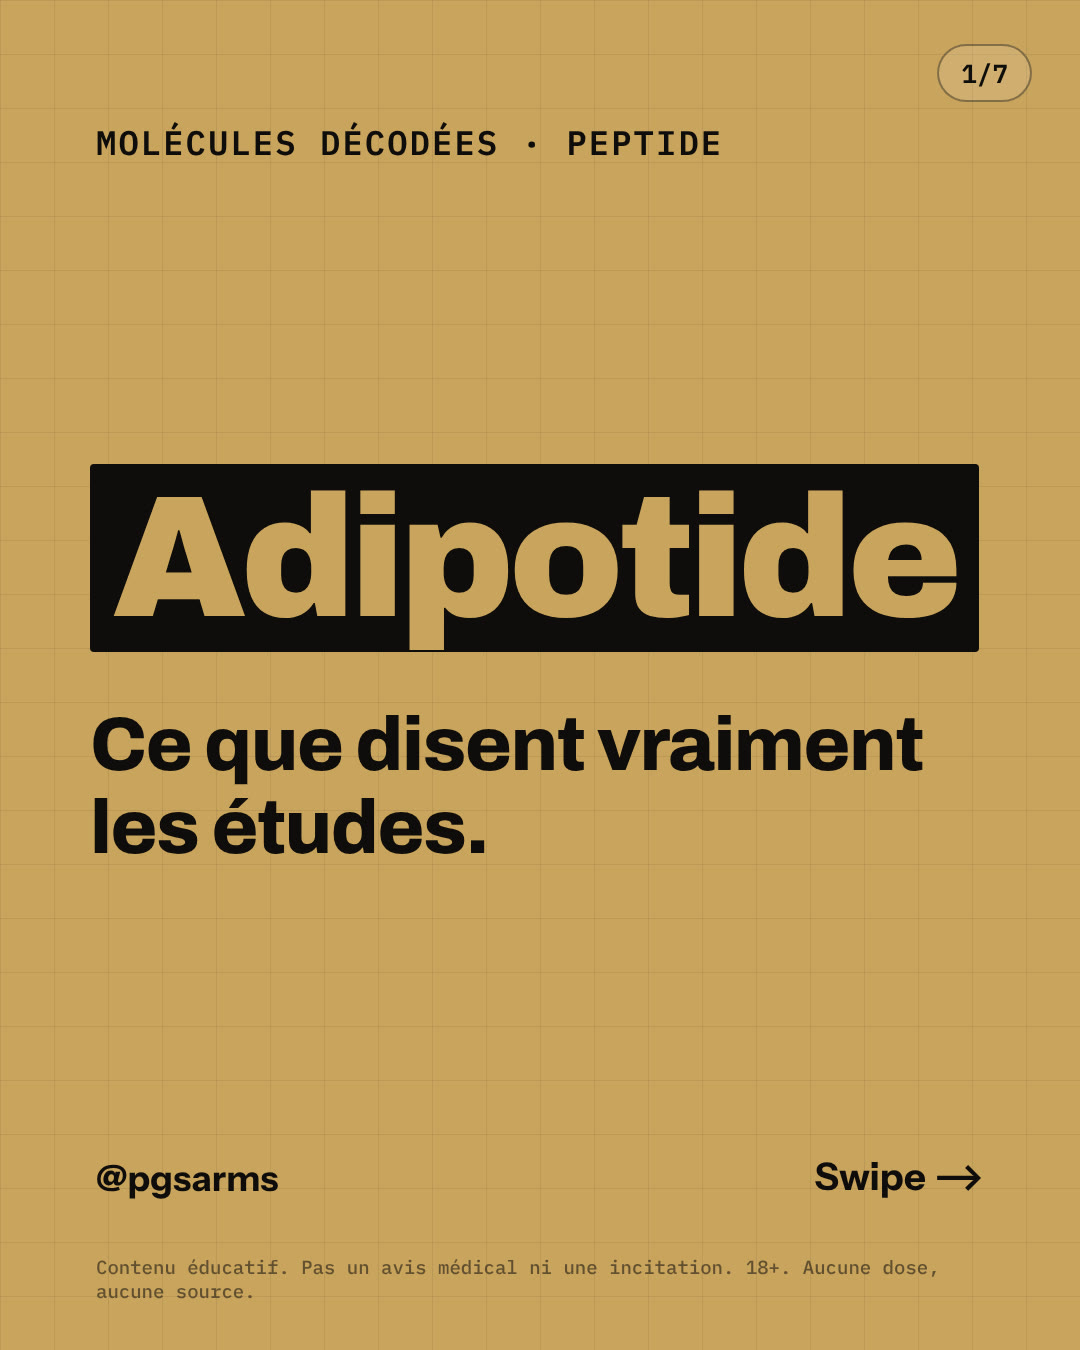 1/7
MOLÉCULES DÉCODÉES · PEPTIDE
Adipotide
Ce que disent vraiment
les études.
@pgsarms
Swipe →
Contenu éducatif. Pas un avis médical ni une incitation. 18+. Aucune dose,
aucune source.